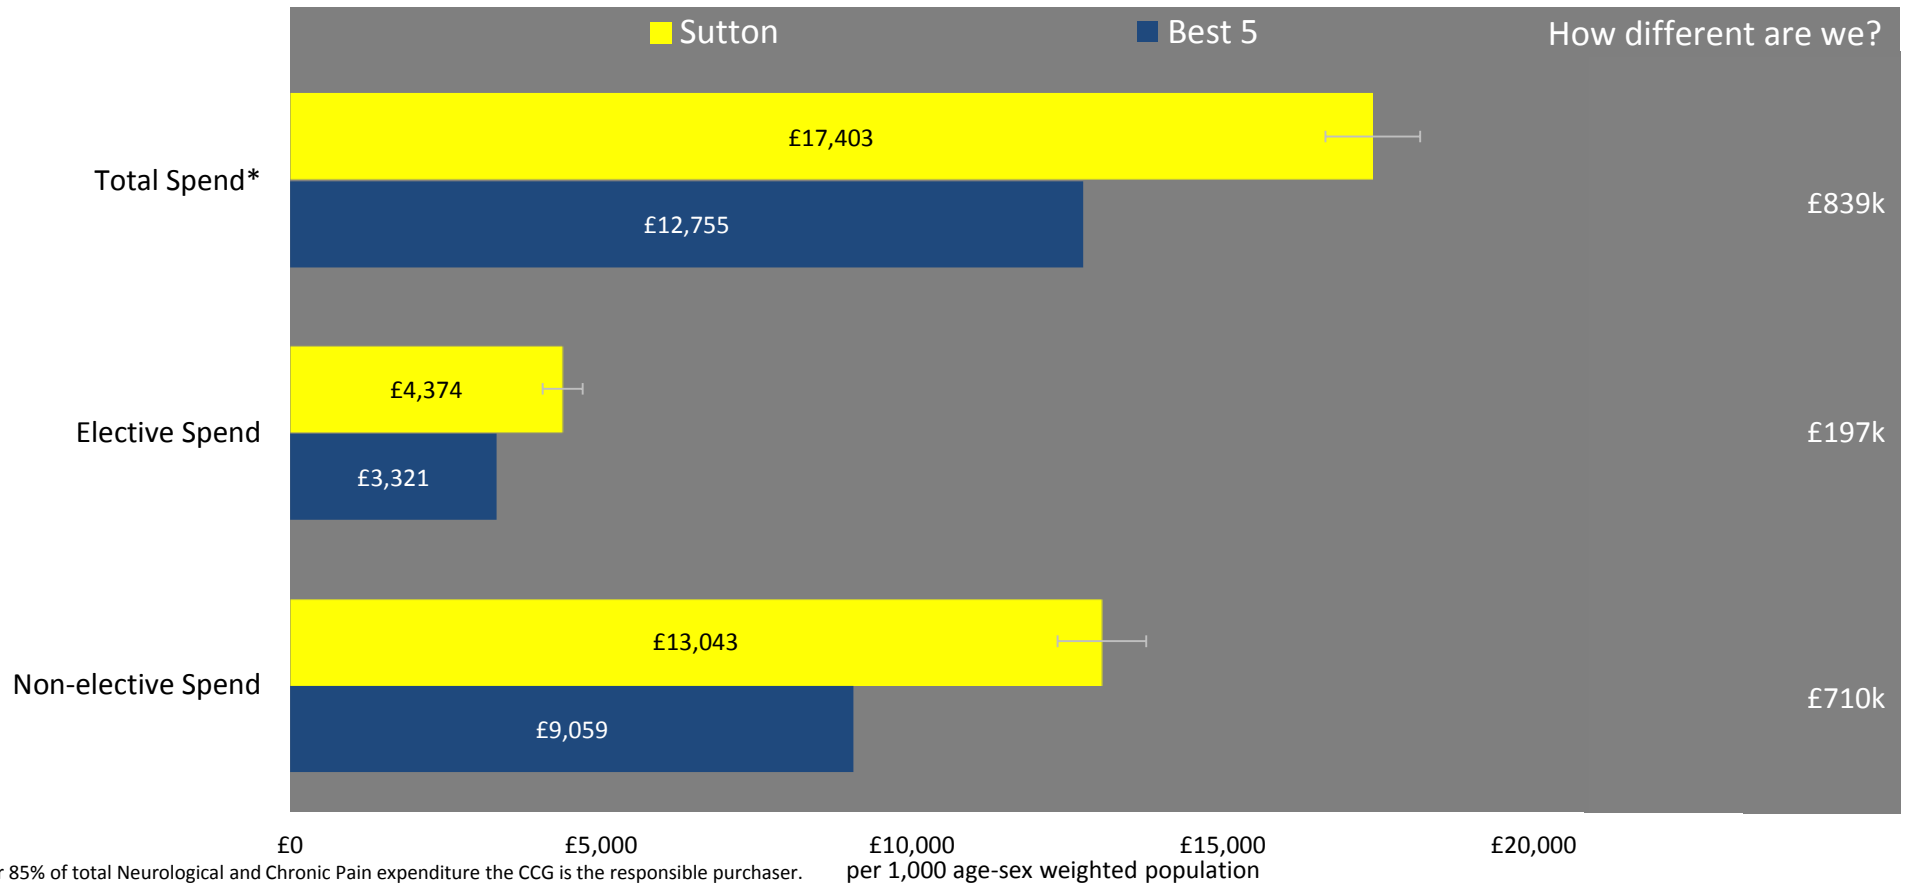 Sutton Best 5 How different are we?
Total Spend* £17,403 £12,755 £839k
Elective Spend £4,374 £3,321 £197k
Non-elective Spend £13,043 £9,059 £710k
£0 £5,000 £10,000 £15,000 £20,000
85% of total Neurological and Chronic Pain expenditure the CCG is the responsible purchaser. per 1,000 age-sex weighted population